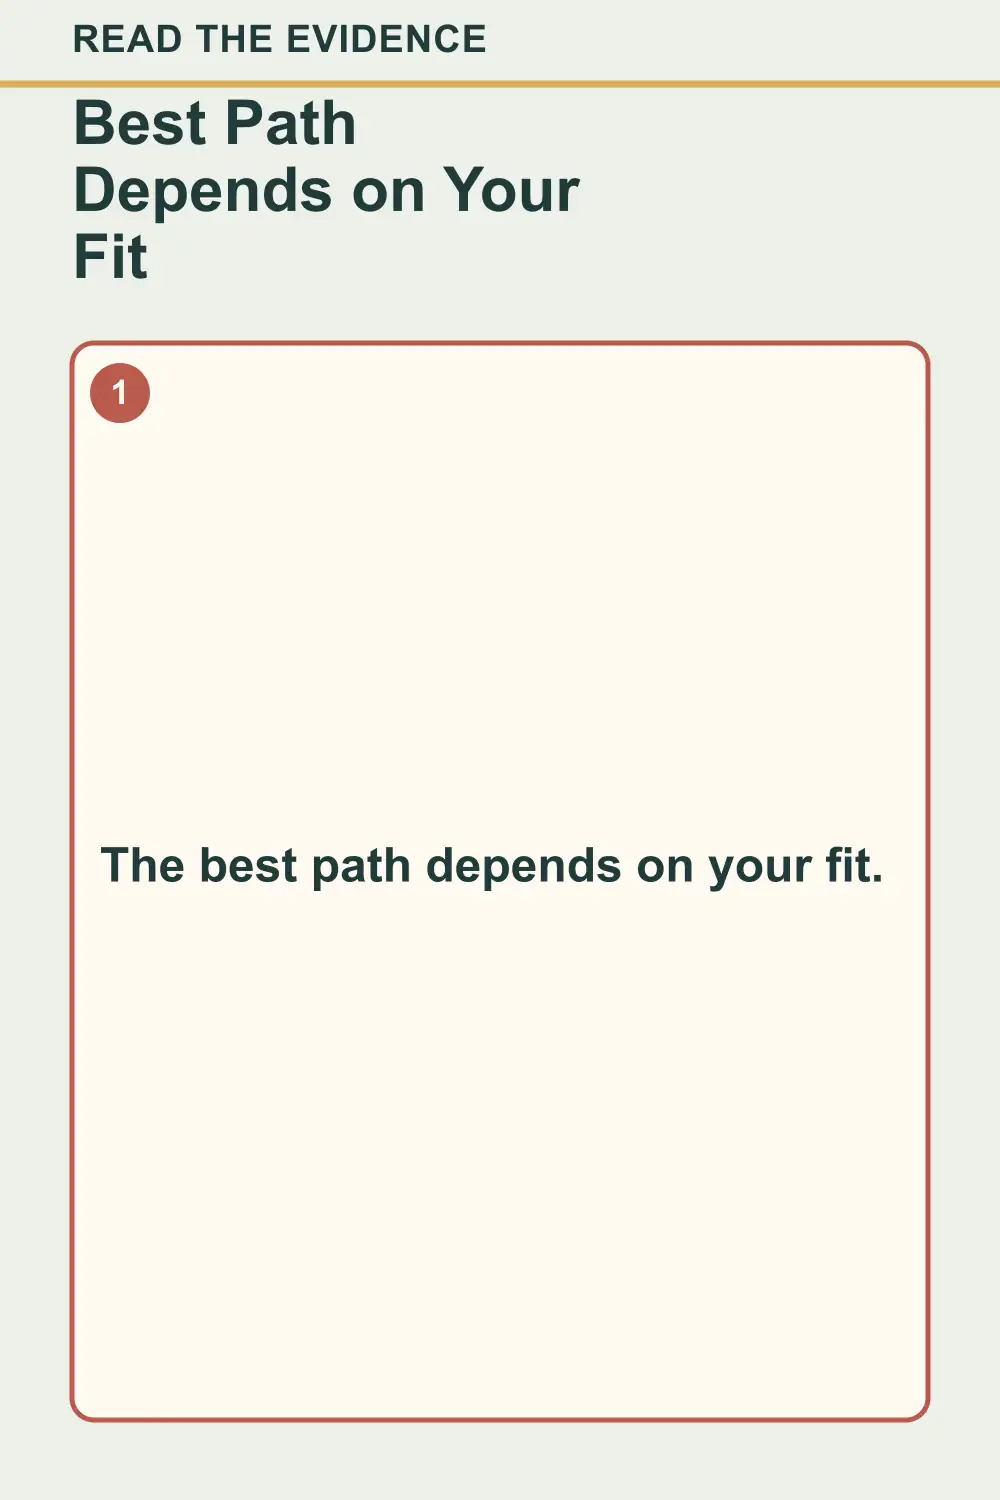 READ THE EVIDENCE
Best Path
Depends on Your
Fit
1
The best path depends on your fit.